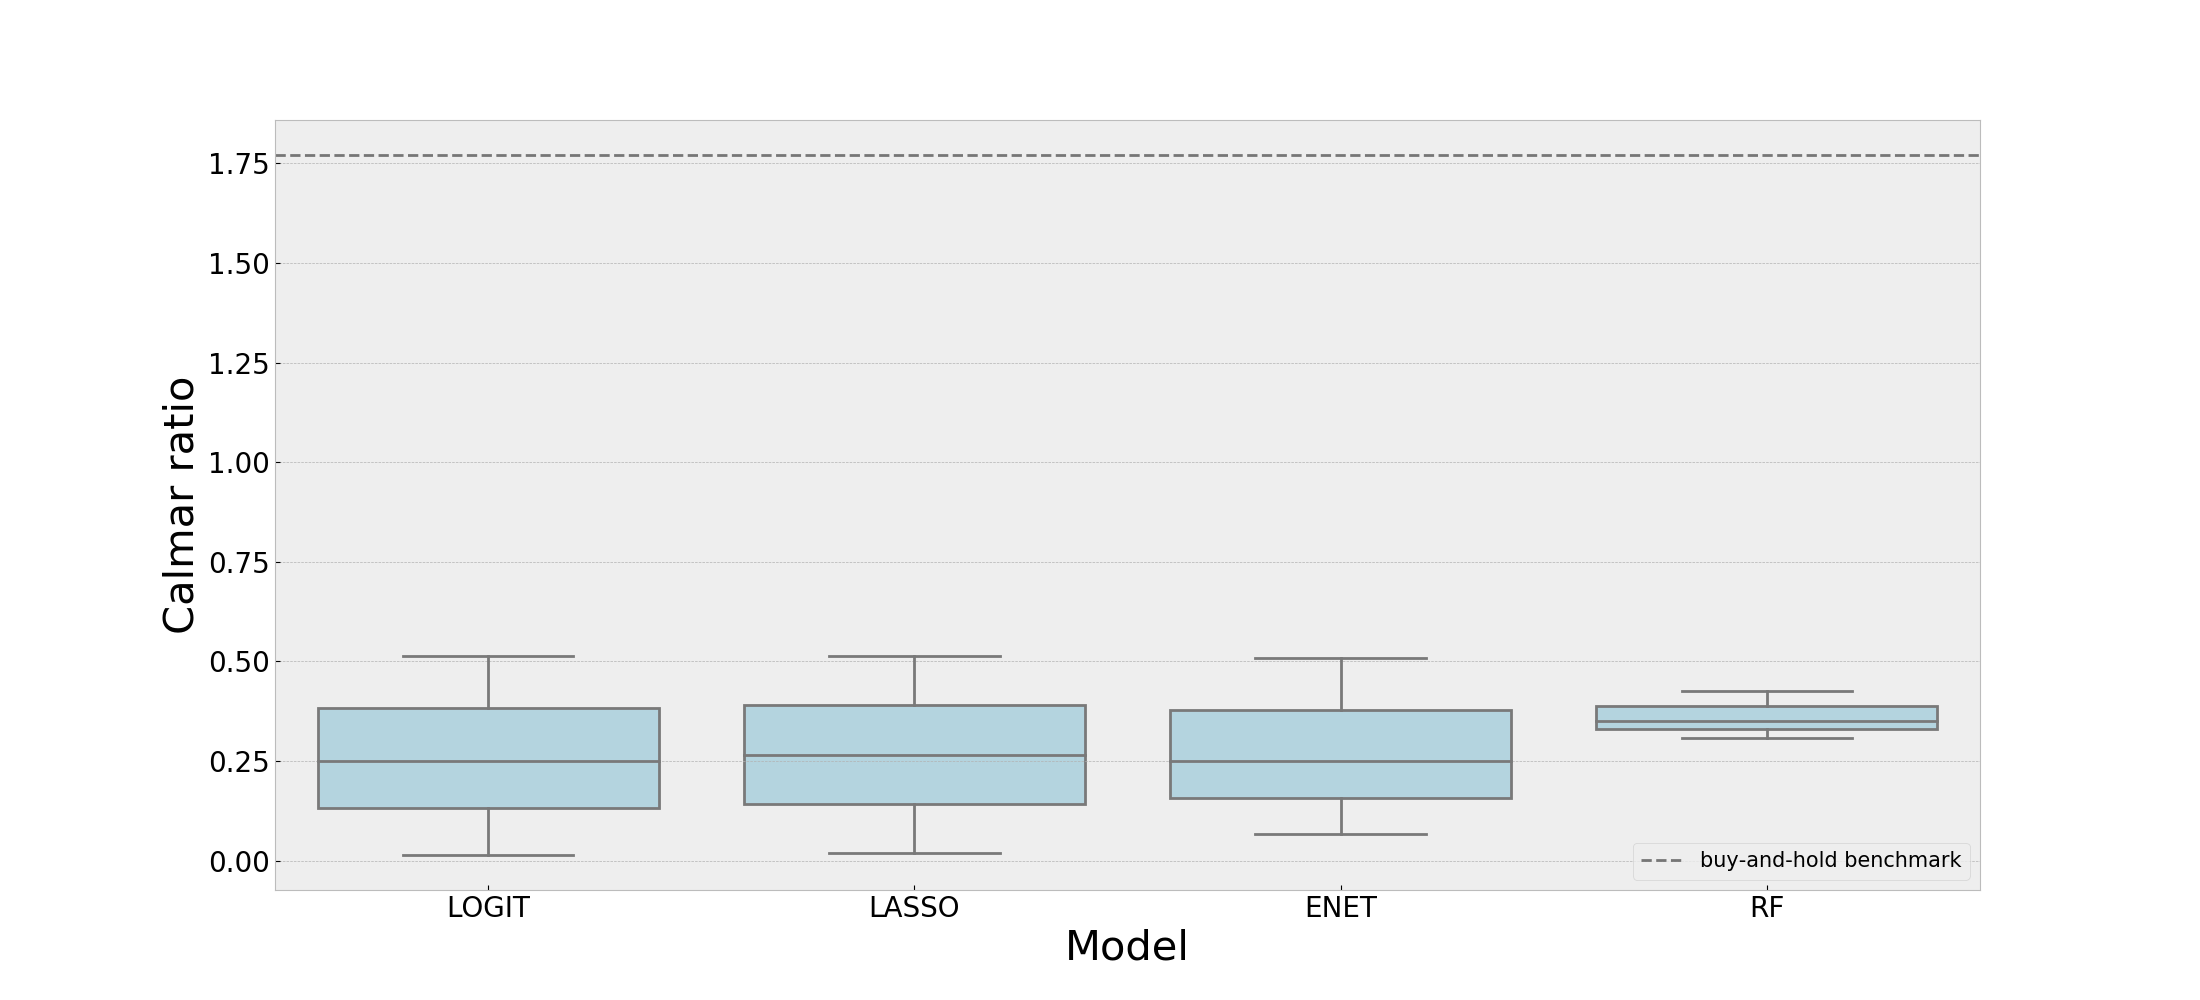 Calmar ratio
1.75
1.50
1.25
1.00
0.75
0.50
0.25
0.00
buy-and-hold benchmark
LOGIT LASSO ENET RF
Model